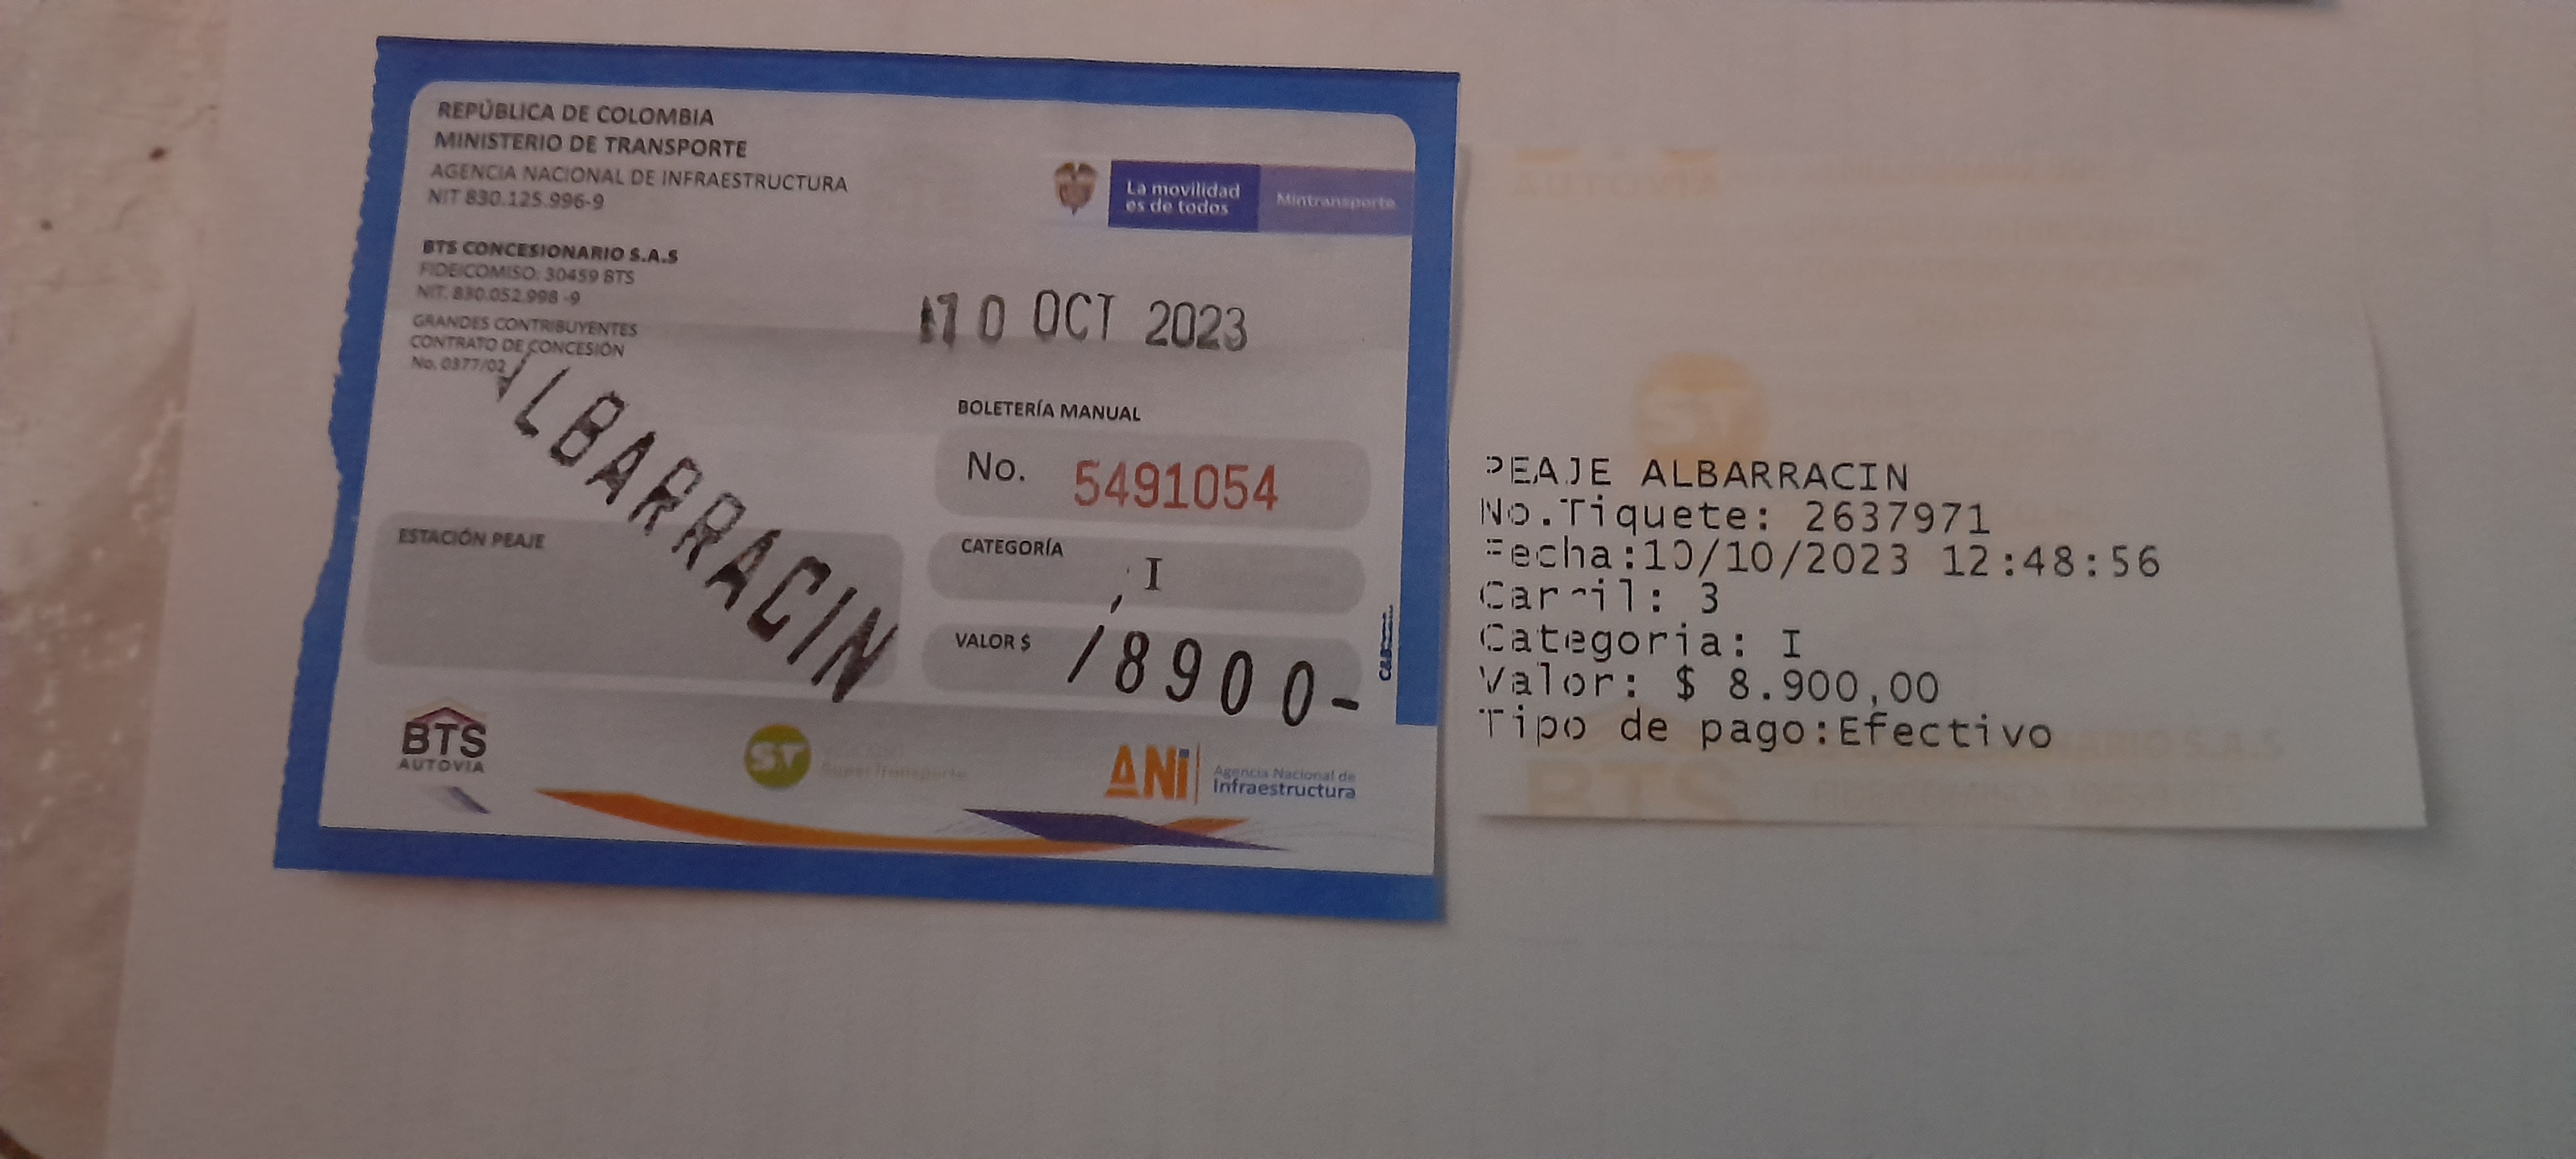 REPÚBLICA DE COLOMBIA
MINISTERIO DE TRANSPORTE
AGENCIA NACIONAL DE INFRAESTRUCTURA
NIT 830.125.996-9
La movilidad
es de todos
Mintransporte
BTS CONCESIONARIO S.A.S
FIDEICOMISO: 30459 BTS
NIT. 830.052.998 -9
GRANDES CONTRIBUYENTES
CONTRATO DE CONCESIÓN
No. 0377/02
10 OCT 2023
ALBARRACIN
BOLETERÍA MANUAL
No. 5491054
ESTACIÓN PEAJE
CATEGORÍA
I
VALOR $ /8900-
BTS
AUTOVIA
ST
SuperTransporte
ANi
Agencia Nacional de
Infraestructura
PEAJE ALBARRACIN
No.Tiquete: 2637971
Fecha:10/10/2023 12:48:56
Carril: 3
Categoria: I
Valor: $ 8.900,00
Tipo de pago:Efectivo
BTS